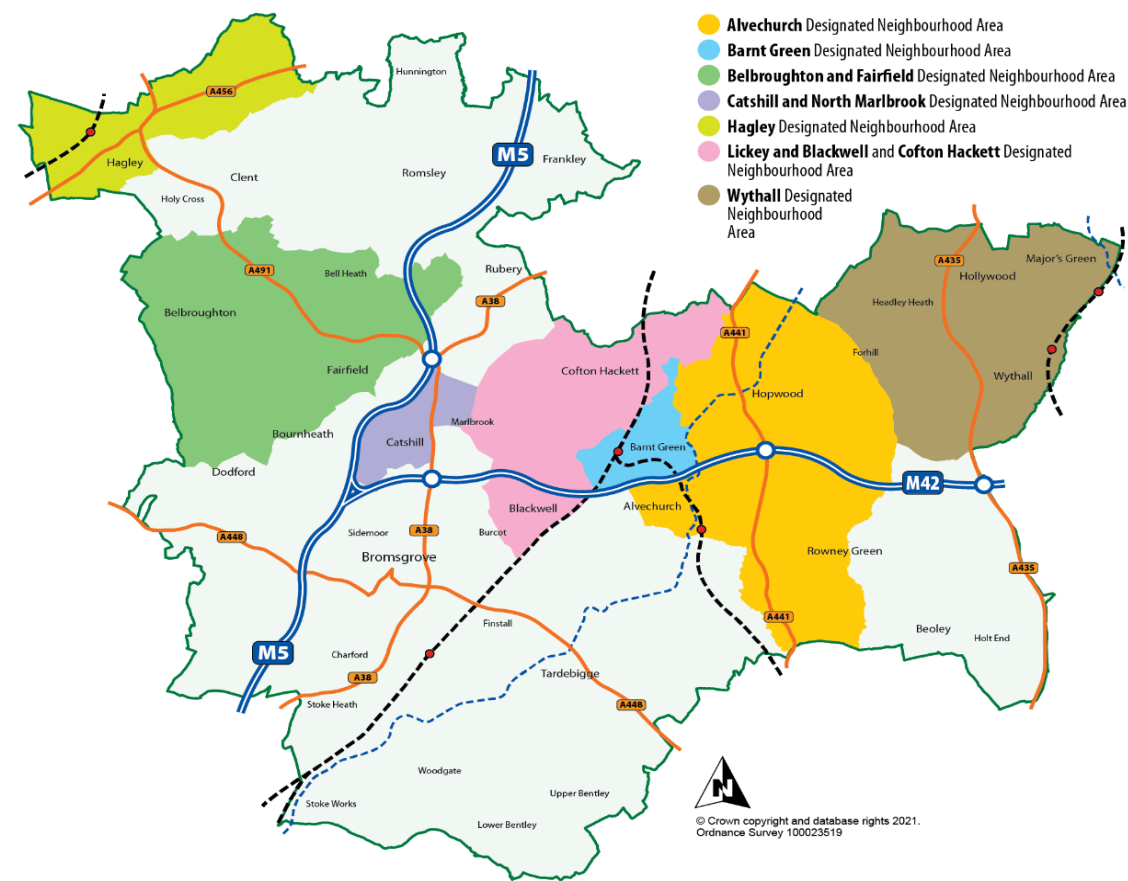 Alvechurch Designated Neighbourhood Area
Barnt Green Designated Neighbourhood Area
Belbroughton and Fairfield Designated Neighbourhood Area
Catshill and North Marlbrook Designated Neighbourhood Area
Hagley Designated Neighbourhood Area
Lickey and Blackwell and Cofton Hackett Designated
Neighbourhood Area
Wythall Designated
Neighbourhood
Area
Hunnington
A456
M5
Frankley
Hagley
Clent
Romsley
Holy Cross
A491
Bell Heath
Rubery
A38
Belbroughton
Major's Green
A435
Hollywood
Headley Heath
A441
Forhill
Wythall
Fairfield
Cofton Hackett
Hopwood
Marlbrook
Bournheath
Catshill
Barnt Green
Dodford
M42
Blackwell
Alvechurch
Sidemoor
A38
Burcot
A448
Bromsgrove
Rowney Green
A435
Finstall
A441
Beoley
Holt End
M5
Charford
A38
Tardebigge
Stoke Heath
A448
Woodgate
Upper Bentley
Stoke Works
Lower Bentley
N
© Crown copyright and database rights 2021.
Ordnance Survey 100023519